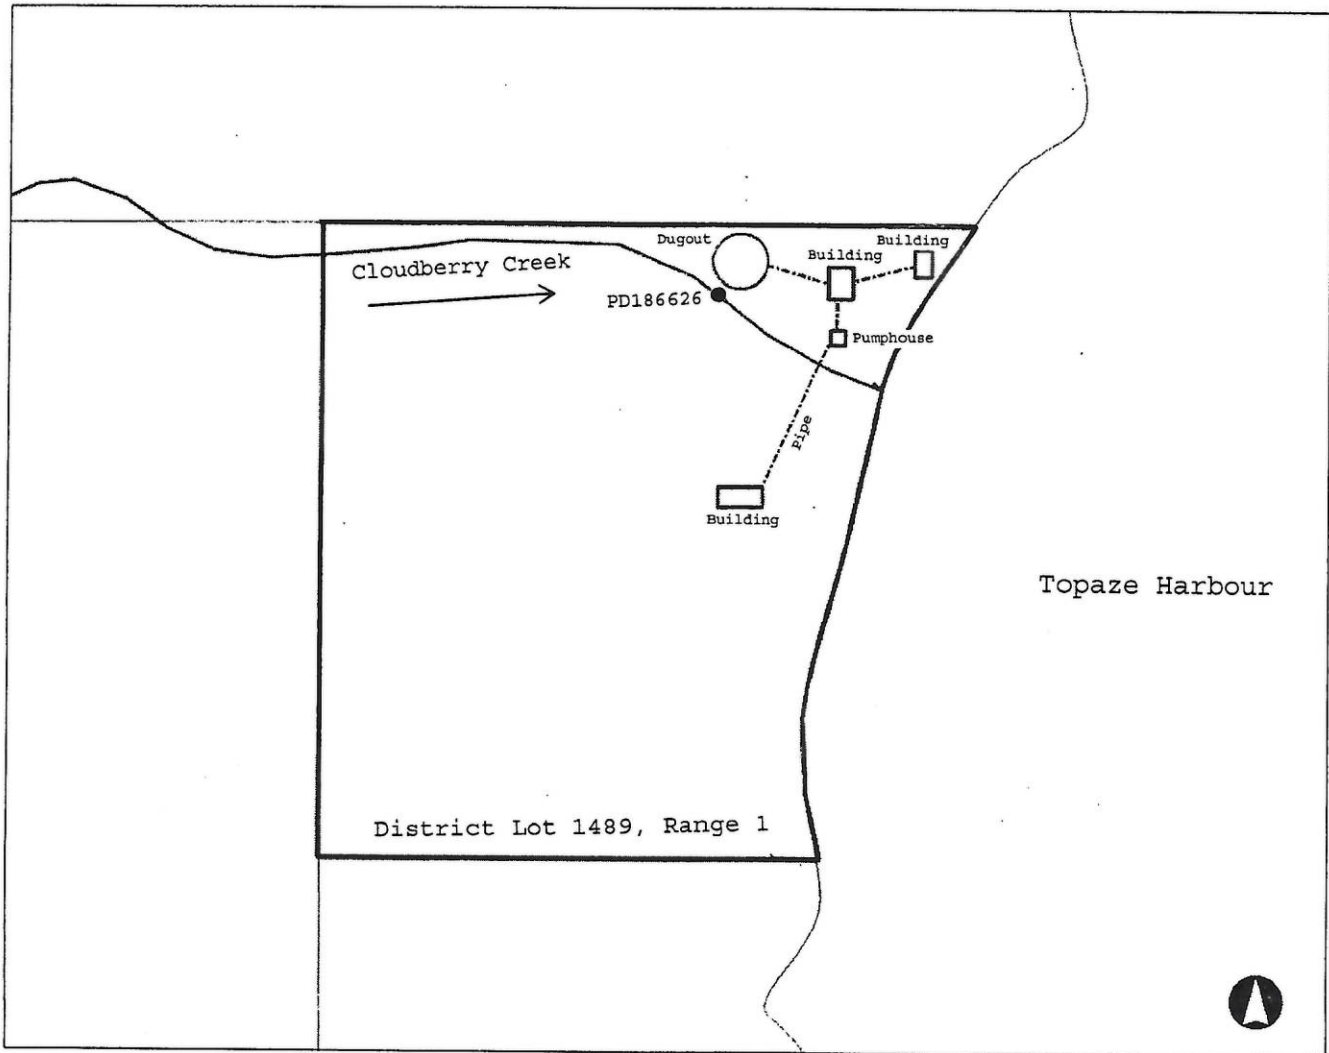 Dugout
Building
Building
Cloudberry Creek
PD186626
Pumphouse
Pipe
Building
Topaze Harbour
District Lot 1489, Range 1